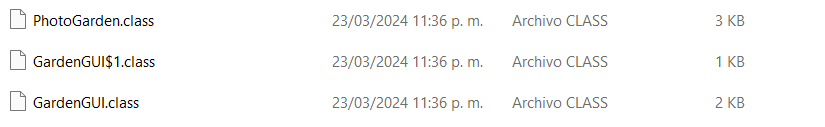 PhotoGarden.class 23/03/2024 11:36 p. m. Archivo CLASS 3 KB
GardenGUI$1.class 23/03/2024 11:36 p. m. Archivo CLASS 1 KB
GardenGUI.class 23/03/2024 11:36 p. m. Archivo CLASS 2 KB